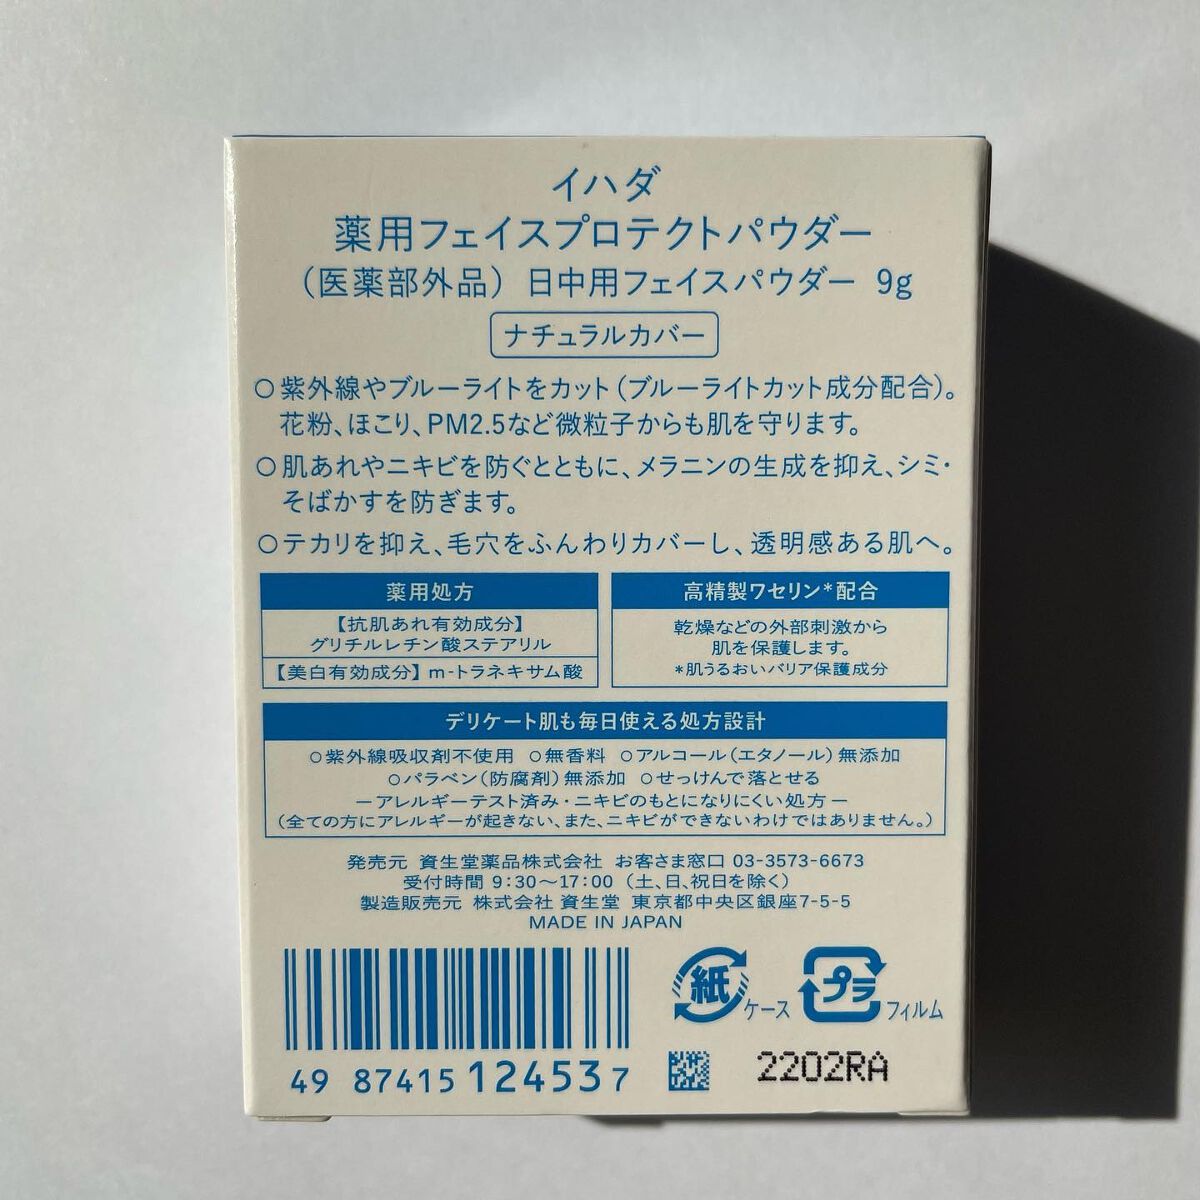 イハダ
薬用フェイスプロテクトパウダー
（医薬部外品） 日中用フェイスパウダー 9g
ナチュラルカバー
○紫外線やブルーライトをカット（ブルーライトカット成分配合）。
花粉、ほこり、PM2.5など微粒子からも肌を守ります。
○肌あれやニキビを防ぐとともに、メラニンの生成を抑え、シミ・
そばかすを防ぎます。
○テカリを抑え、毛穴をふんわりカバーし、透明感ある肌へ。
薬用処方
【抗肌あれ有効成分】
グリチルレチン酸ステアリル
【美白有効成分】m-トラネキサム酸
高精製ワセリン*配合
乾燥などの外部刺激から
肌を保護します。
*肌うるおいバリア保護成分
デリケート肌も毎日使える処方設計
○紫外線吸収剤不使用 ○無香料 ○アルコール（エタノール）無添加
○パラベン（防腐剤）無添加 ○せっけんで落とせる
－アレルギーテスト済み・ニキビのもとになりにくい処方－
（全ての方にアレルギーが起きない、また、ニキビができないわけではありません。）
発売元 資生堂薬品株式会社 お客さま窓口 03-3573-6673
受付時間 9:30～17:00（土、日、祝日を除く）
製造販売元 株式会社 資生堂 東京都中央区銀座7-5-5
MADE IN JAPAN
紙 ケース プラ フィルム
49 87415 12453 7
2202RA